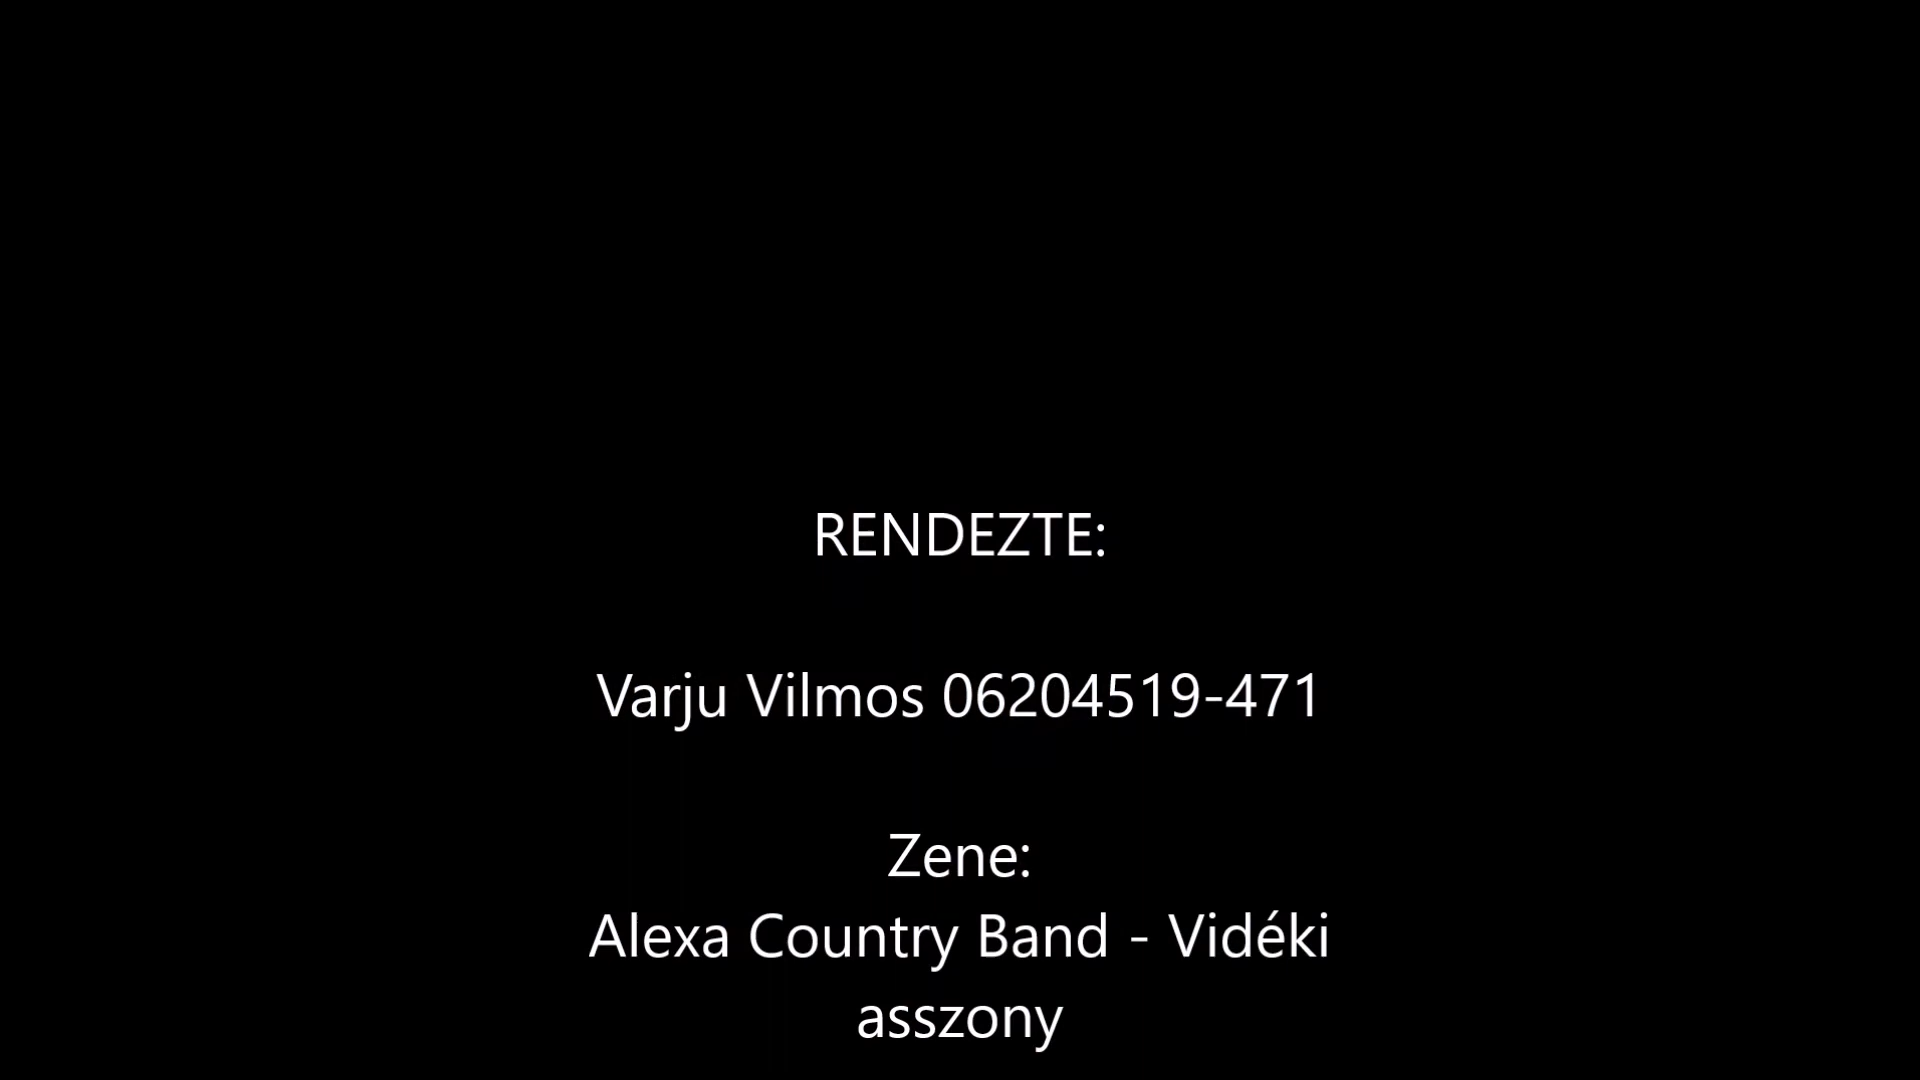 RENDEZTE:
Varju Vilmos 06204519-471
Zene:
Alexa Country Band - Vidéki
asszony